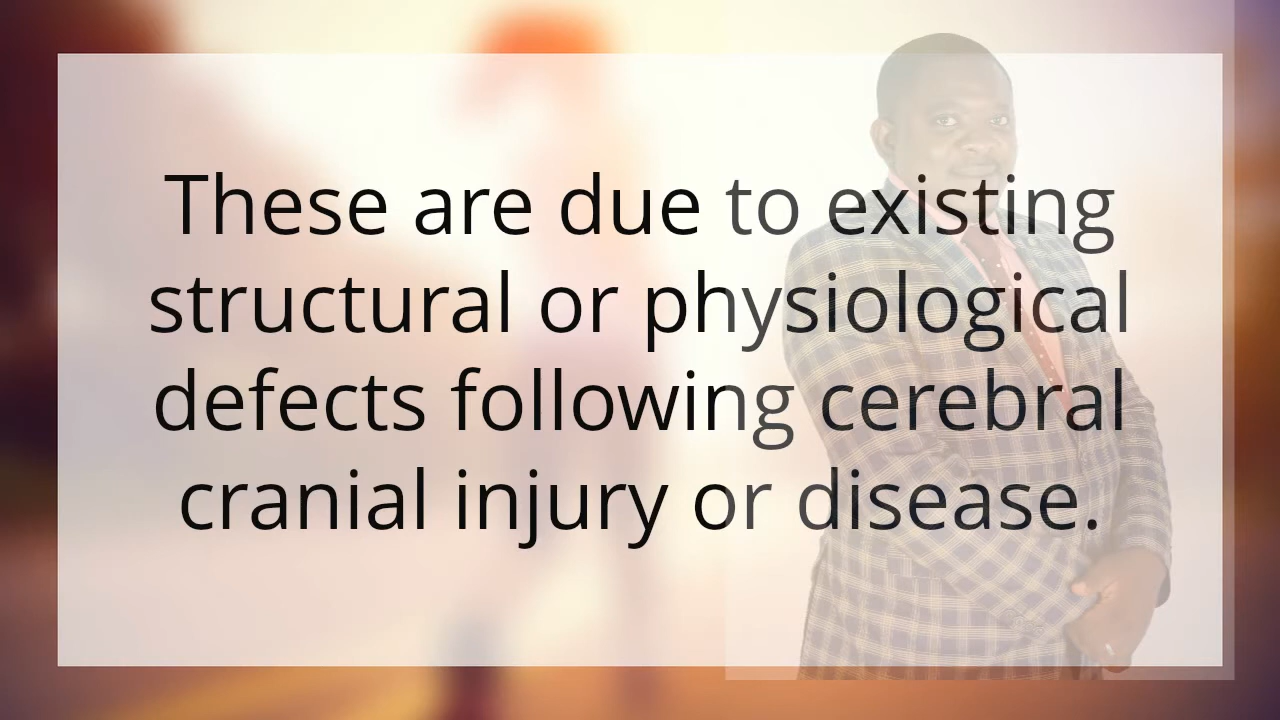 These are due to existing
structural or physiological
defects following cerebral
cranial injury or disease.